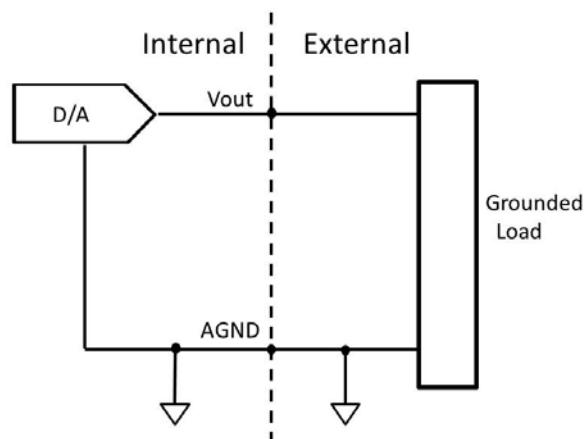 Internal
External
Vout
D/A
Grounded
Load
AGND